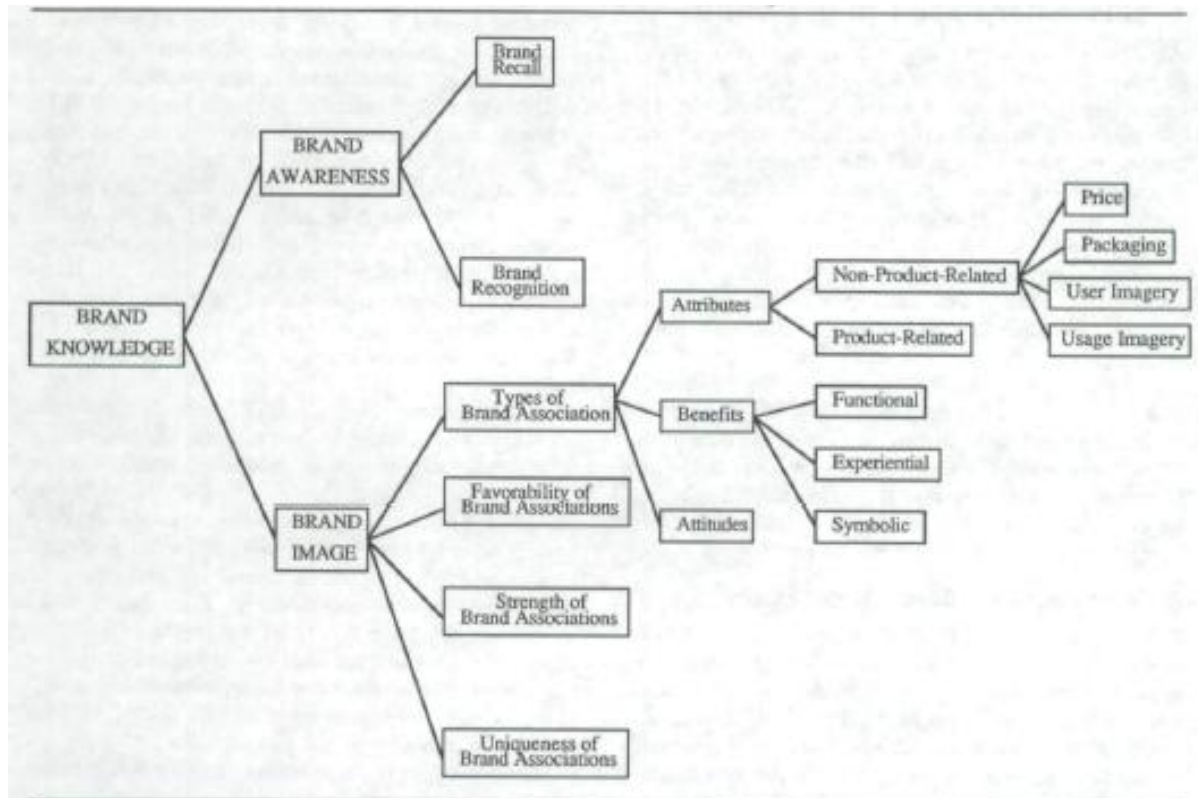 Brand
Recall
BRAND
AWARENESS
Brand
Recognition
BRAND
KNOWLEDGE
Price
Packaging
Non-Product-Related
User Imagery
Attributes
Product-Related
Usage Imagery
Types of
Brand Association
Benefits
Functional
Experiential
Favorability of
Brand Associations
Attitudes
Symbolic
BRAND
IMAGE
Strength of
Brand Associations
Uniqueness of
Brand Associations